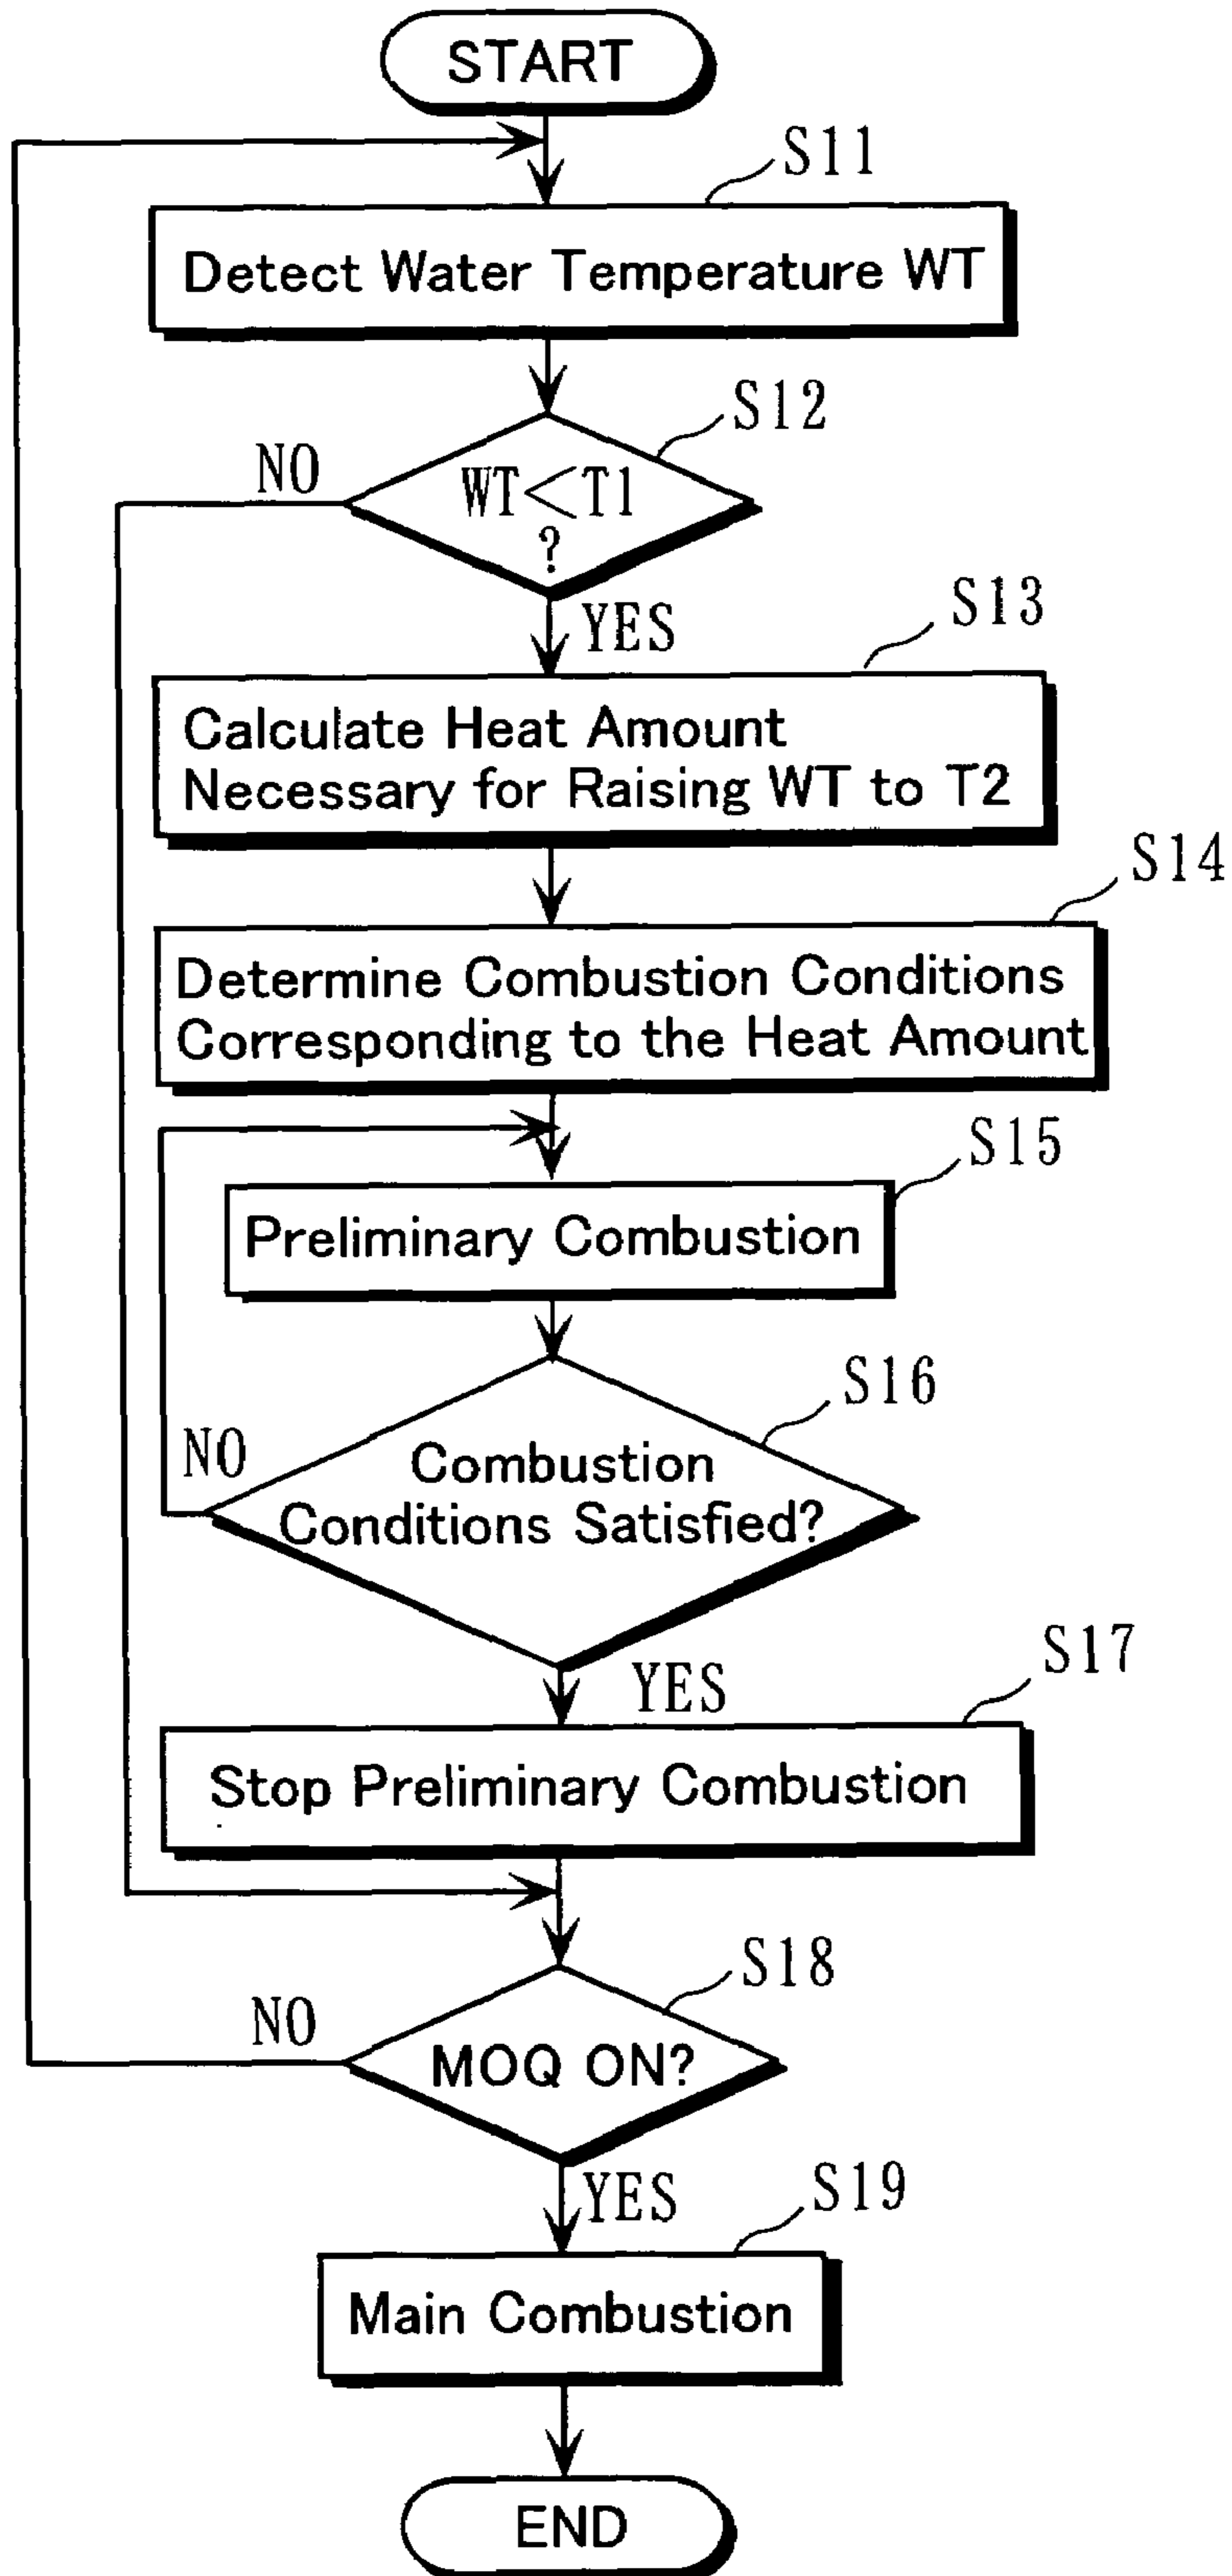 START
S11
Detect Water Temperature WT
S12
NO
WT<T1
?
YES
S13
Calculate Heat Amount
Necessary for Raising WT to T2
S14
Determine Combustion Conditions
Corresponding to the Heat Amount
S15
Preliminary Combustion
S16
NO
Combustion
Conditions Satisfied?
YES
S17
Stop Preliminary Combustion
S18
NO
MOQ ON?
YES
S19
Main Combustion
END